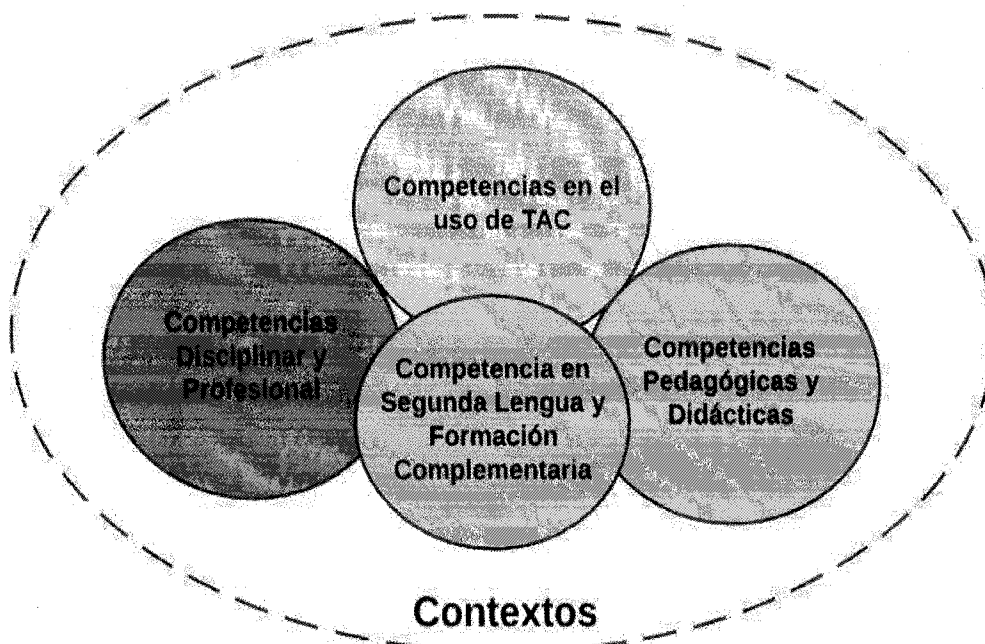 Competencias en el
uso de TAC
Competencias
Disciplinar y
Profesional
Competencia en
Segunda Lengua y
Formación
Complementaria
Competencias
Pedagógicas y
Didácticas
Contextos